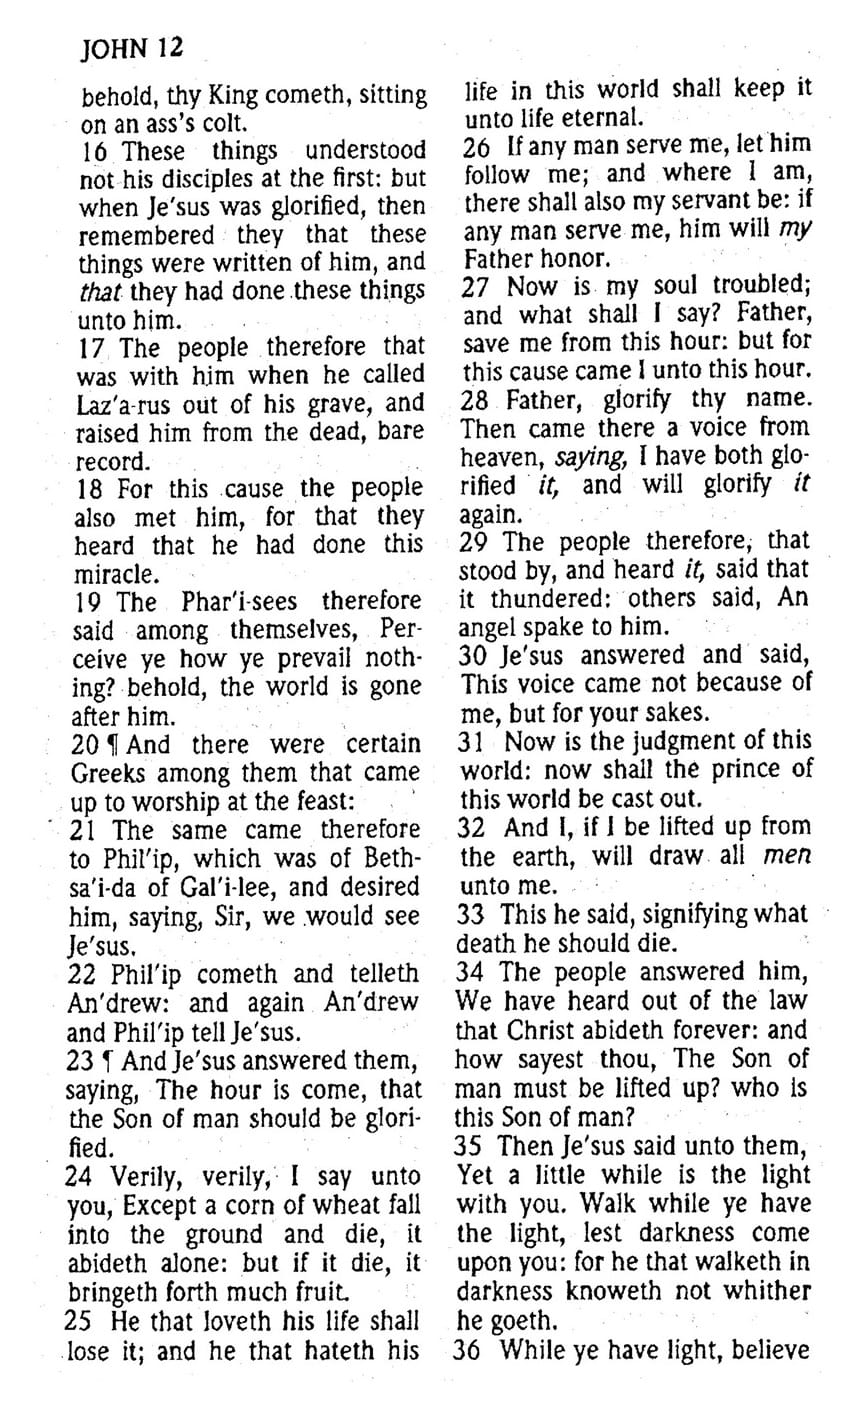 JOHN 12
behold, thy King cometh, sitting
on an ass's colt.
16 These things understood
not his disciples at the first: but
when Je'sus was glorified, then
remembered they that these
things were written of him, and
that they had done these things
unto him.
17 The people therefore that
was with him when he called
Laz'a-rus out of his grave, and
raised him from the dead, bare
record.
18 For this cause the people
also met him, for that they
heard that he had done this
miracle.
19 The Phar'i-sees therefore
said among themselves, Per-
ceive ye how ye prevail noth-
ing? behold, the world is gone
after him.
20 ¶ And there were certain
Greeks among them that came
up to worship at the feast:
21 The same came therefore
to Phil'ip, which was of Beth-
sa'i-da of Gal'i-lee, and desired
him, saying, Sir, we would see
Je'sus.
22 Phil'ip cometh and telleth
An'drew: and again An'drew
and Phil'ip tell Je'sus.
23 ¶ And Je'sus answered them,
saying, The hour is come, that
the Son of man should be glori-
fied.
24 Verily, verily, I say unto
you, Except a corn of wheat fall
into the ground and die, it
abideth alone: but if it die, it
bringeth forth much fruit.
25 He that loveth his life shall
lose it; and he that hateth his
life in this world shall keep it
unto life eternal.
26 If any man serve me, let him
follow me; and where I am,
there shall also my servant be: if
any man serve me, him will my
Father honor.
27 Now is my soul troubled;
and what shall I say? Father,
save me from this hour: but for
this cause came I unto this hour.
28 Father, glorify thy name.
Then came there a voice from
heaven, saying, I have both glo-
rified it, and will glorify it
again.
29 The people therefore, that
stood by, and heard it, said that
it thundered: others said, An
angel spake to him.
30 Je'sus answered and said,
This voice came not because of
me, but for your sakes.
31 Now is the judgment of this
world: now shall the prince of
this world be cast out.
32 And I, if I be lifted up from
the earth, will draw all men
unto me.
33 This he said, signifying what
death he should die.
34 The people answered him,
We have heard out of the law
that Christ abideth forever: and
how sayest thou, The Son of
man must be lifted up? who is
this Son of man?
35 Then Je'sus said unto them,
Yet a little while is the light
with you. Walk while ye have
the light, lest darkness come
upon you: for he that walketh in
darkness knoweth not whither
he goeth.
36 While ye have light, believe